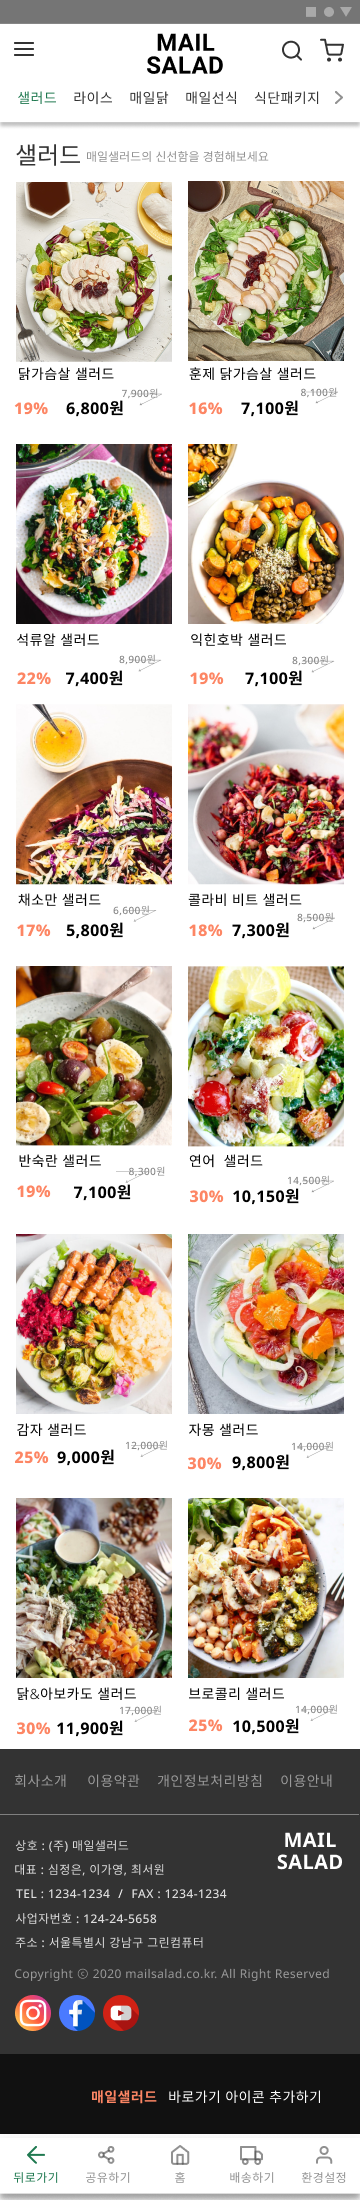 MAIL
SALAD
샐러드 라이스 매일닭 매일선식 식단패키지
샐러드 매일샐러드의 신선함을 경험해보세요
닭가슴살 샐러드
7,900원
19% 6,800원
훈제 닭가슴살 샐러드
8,100원
16% 7,100원
석류알 샐러드
8,900원
22% 7,400원
익힌호박 샐러드
8,300원
19% 7,100원
채소만 샐러드
6,600원
17% 5,800원
콜라비 비트 샐러드
8,500원
18% 7,300원
반숙란 샐러드
8,300원
19% 7,100원
연어 샐러드
14,500원
30% 10,150원
감자 샐러드
12,000원
25% 9,000원
자몽 샐러드
14,000원
30% 9,800원
닭&아보카도 샐러드
17,000원
30% 11,900원
브로콜리 샐러드
14,000원
25% 10,500원
회사소개 이용약관 개인정보처리방침 이용안내
MAIL
SALAD
상호 : (주) 매일샐러드
대표 : 심정은, 이가영, 최서원
TEL : 1234-1234 / FAX : 1234-1234
사업자번호 : 124-24-5658
주소 : 서울특별시 강남구 그린컴퓨터
Copyright ⓒ 2020 mailsalad.co.kr. All Right Reserved
매일샐러드 바로가기 아이콘 추가하기
뒤로가기 공유하기 홈 배송하기 환경설정